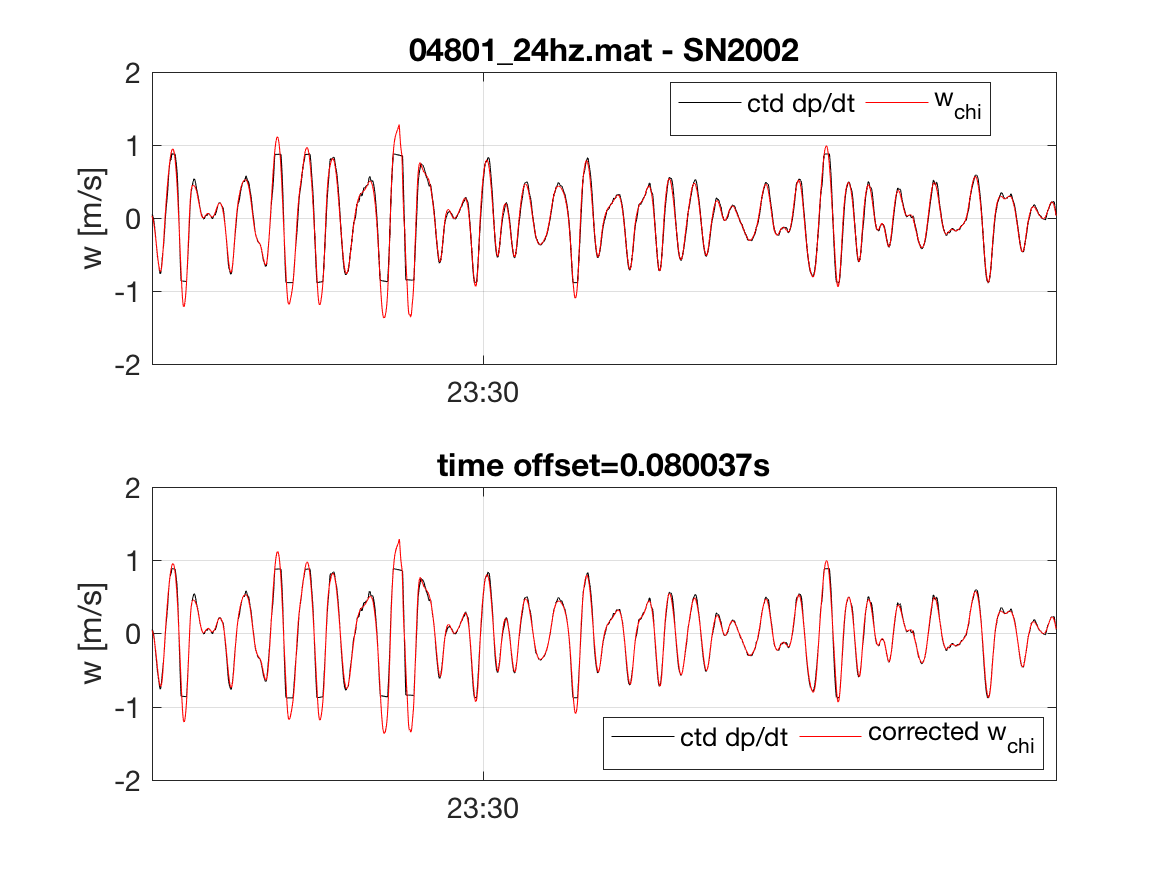 04801_24hz.mat - SN2002
2
1
0
-1
-2
w [m/s]
ctd dp/dt
w_chi
23:30
time offset=0.080037s
2
1
0
-1
-2
w [m/s]
ctd dp/dt
corrected w_chi
23:30